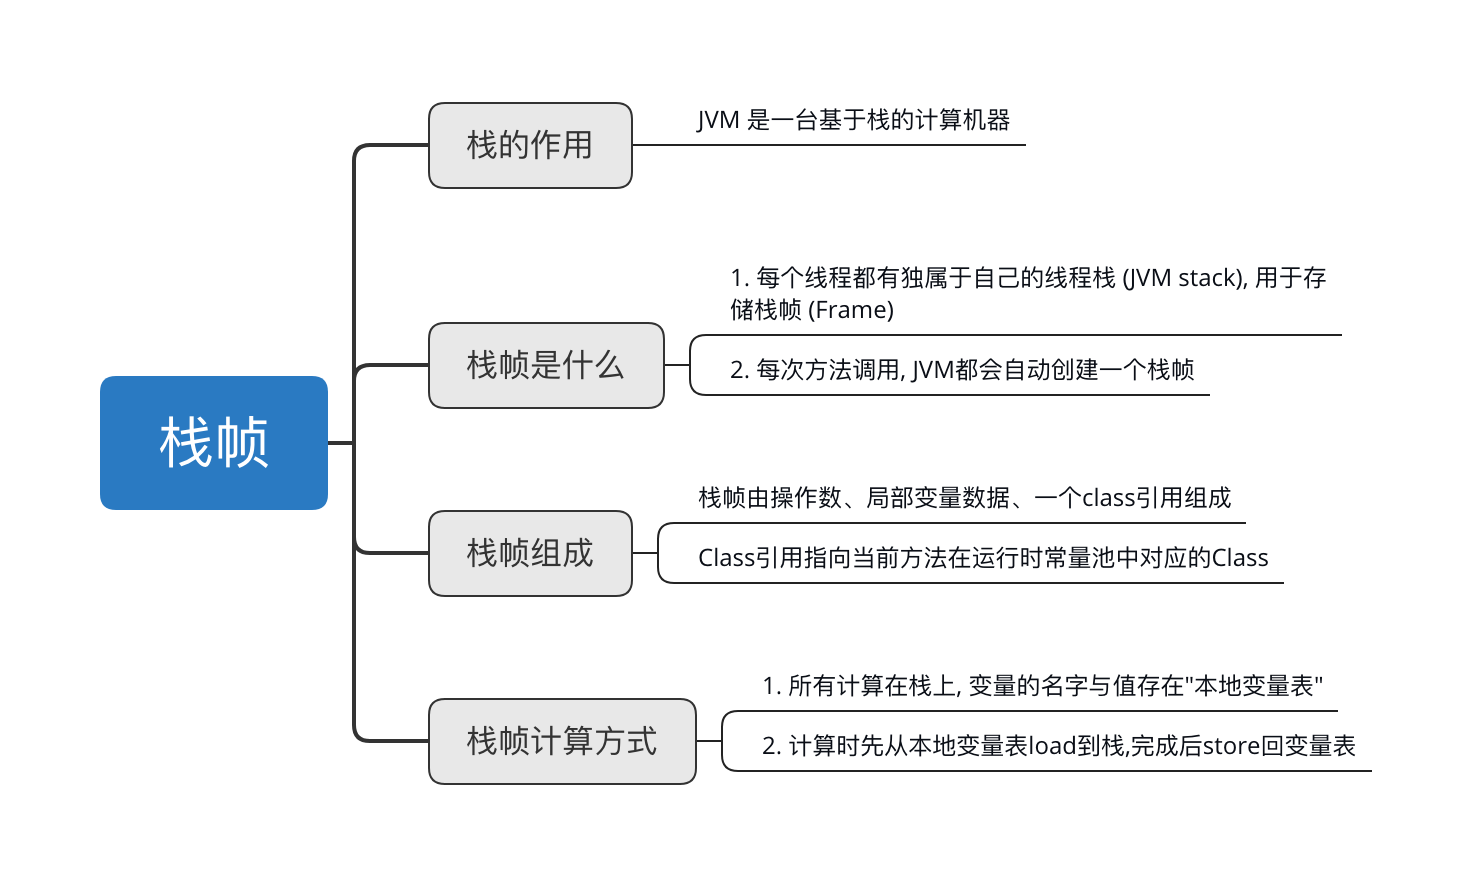 栈的作用
JVM 是一台基于栈的计算机器
1. 每个线程都有独属于自己的线程栈 (JVM stack), 用于存
储栈帧 (Frame)
栈帧是什么
2. 每次方法调用, JVM都会自动创建一个栈帧
栈帧
栈帧由操作数、局部变量数据、一个class引用组成
栈帧组成
Class引用指向当前方法在运行时常量池中对应的Class
1. 所有计算在栈上, 变量的名字与值存在"本地变量表"
栈帧计算方式
2. 计算时先从本地变量表load到栈,完成后store回变量表